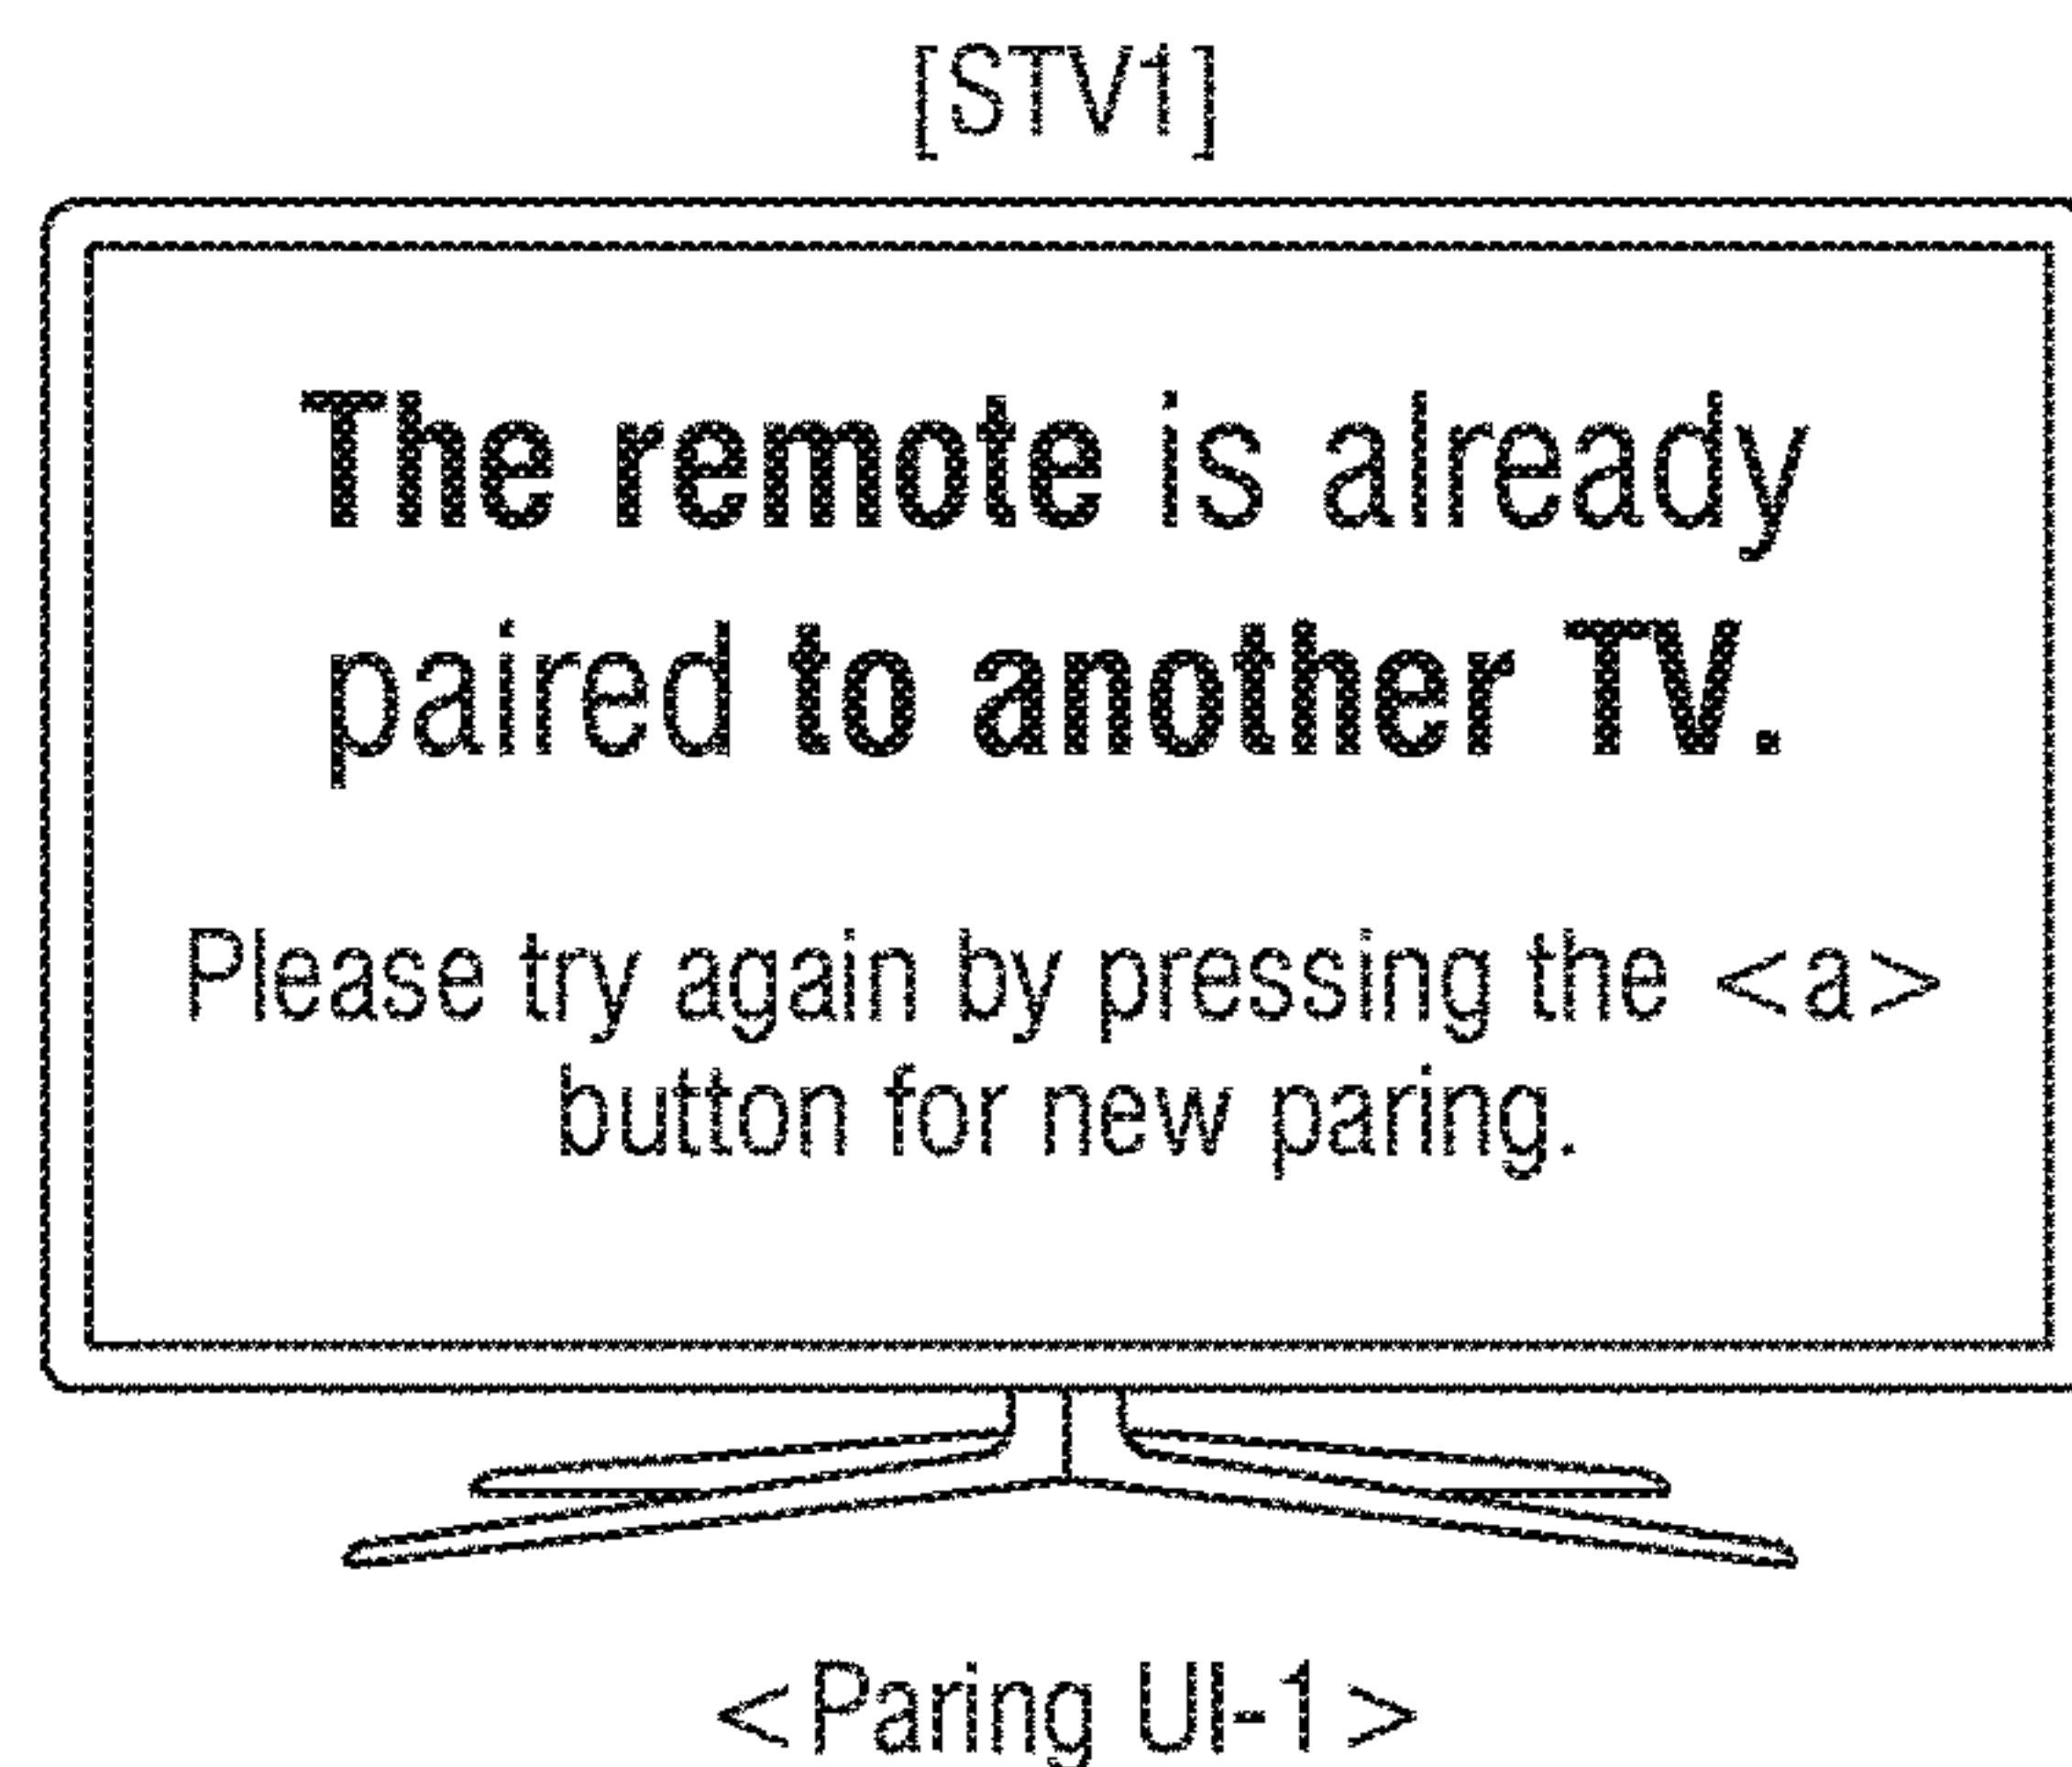 [STV1]
The remote is already
paired to another TV.
Please try again by pressing the <a>
button for new paring.
<Paring UI-1>